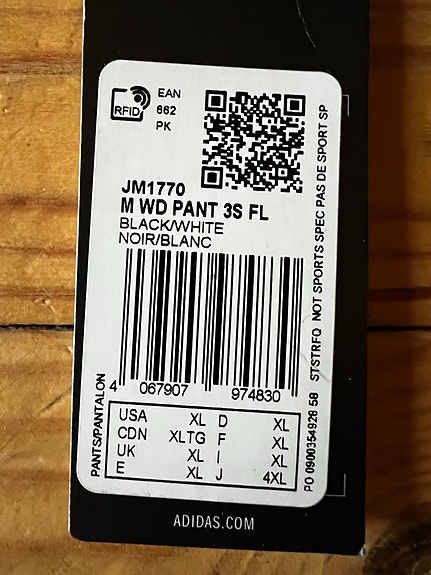 RFID
EAN
662
PK
JM1770
M WD PANT 3S FL
BLACK/WHITE
NOIR/BLANC
4 067907 974830
PANTS/PANTALON
USA XL D XL
CDN XLTG F XL
UK XL I XL
E XL J 4XL
PO 0900354928 58 STSTRFQ NOT SPORTS SPEC PAS DE SPORT SP
ADIDAS.COM